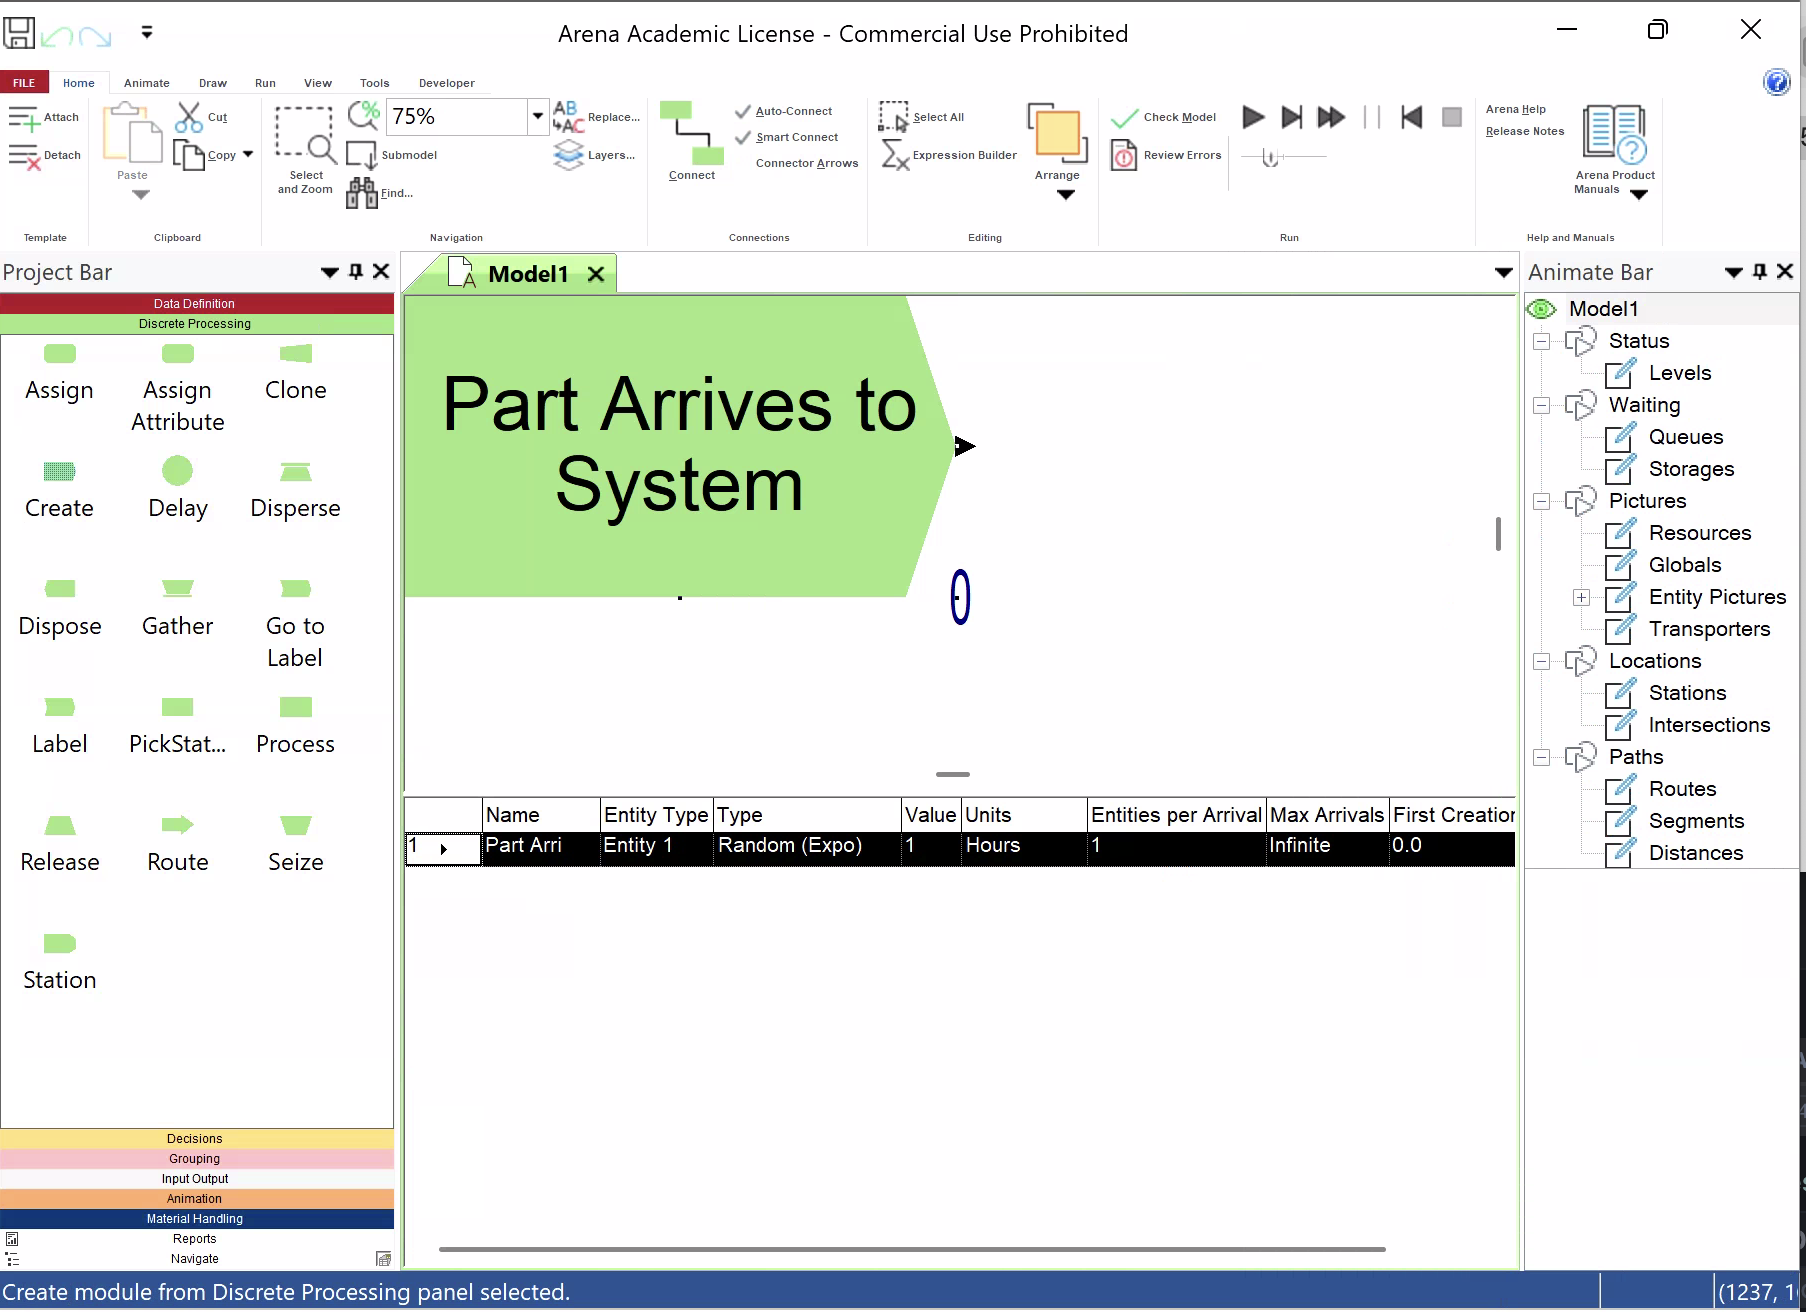 Arena Academic License - Commercial Use Prohibited
FILE Home Animate Draw Run View Tools Developer
Attach
Detach
Template
Paste
Cut
Copy
Clipboard
Select
and Zoom
75%
Submodel
Find...
Replace...
Layers...
Navigation
Connect
Auto-Connect
Smart Connect
Connector Arrows
Connections
Select All
Expression Builder
Arrange
Editing
Check Model
Review Errors
Run
Arena Help
Release Notes
Arena Product
Manuals
Help and Manuals
Project Bar
Data Definition
Discrete Processing
Assign
Assign
Attribute
Clone
Create
Delay
Disperse
Dispose
Gather
Go to
Label
Label
PickStat...
Process
Release
Route
Seize
Station
Decisions
Grouping
Input Output
Animation
Material Handling
Reports
Navigate
Model1
Part Arrives to
System
0
Name Entity Type Type Value Units Entities per Arrival Max Arrivals First Creation
1 Part Arri Entity 1 Random (Expo) 1 Hours 1 Infinite 0.0
Animate Bar
Model1
Status
Levels
Waiting
Queues
Storages
Pictures
Resources
Globals
Entity Pictures
Transporters
Locations
Stations
Intersections
Paths
Routes
Segments
Distances
Create module from Discrete Processing panel selected.
(1237, 1